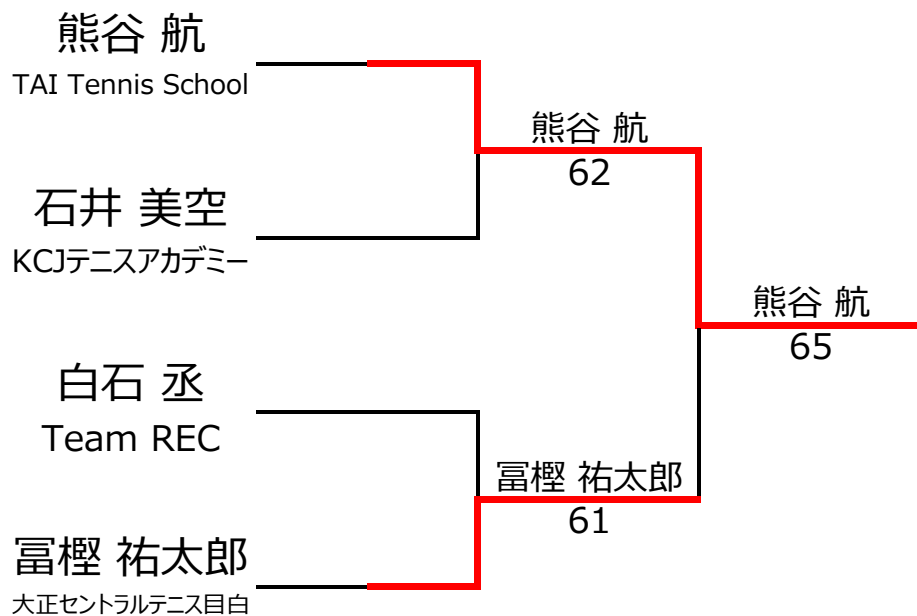 熊谷 航
TAI Tennis School
熊谷 航
62
石井 美空
KCJテニスアカデミー
熊谷 航
65
白石 丞
Team REC
冨樫 祐太郎
61
冨樫 祐太郎
大正セントラルテニス目白